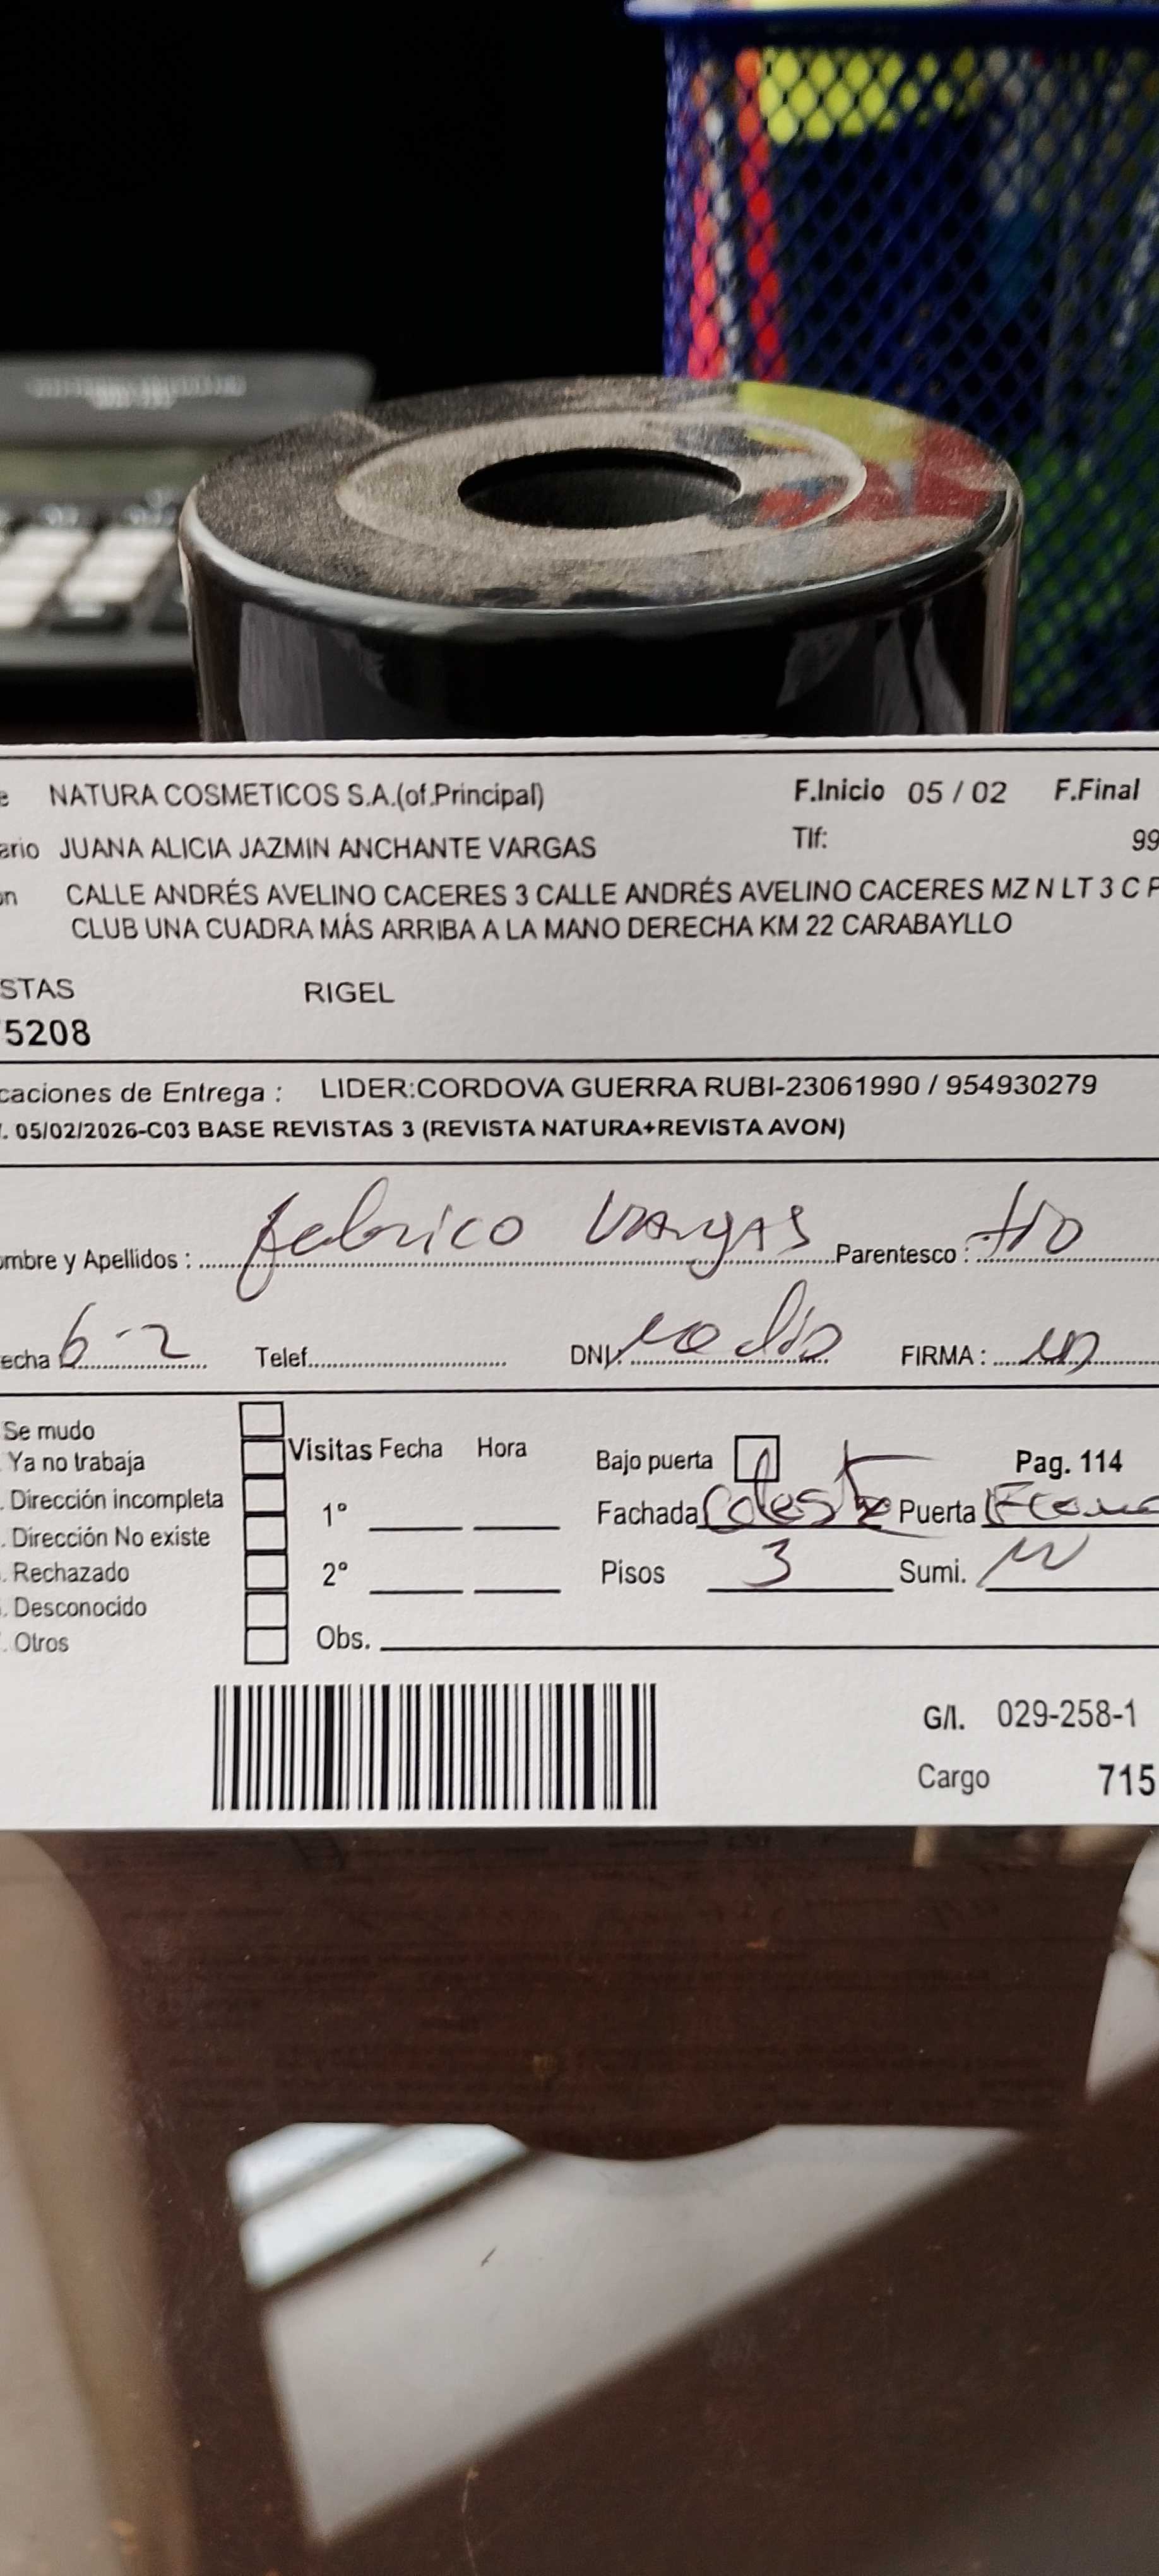 e NATURA COSMETICOS S.A.(of.Principal) F.Inicio 05 / 02 F.Final
ario JUANA ALICIA JAZMIN ANCHANTE VARGAS Tlf: 99
on CALLE ANDRÉS AVELINO CACERES 3 CALLE ANDRÉS AVELINO CACERES MZ N LT 3 C P
CLUB UNA CUADRA MÁS ARRIBA A LA MANO DERECHA KM 22 CARABAYLLO
STAS RIGEL
5208
caciones de Entrega : LIDER:CORDOVA GUERRA RUBI-23061990 / 954930279
. 05/02/2026-C03 BASE REVISTAS 3 (REVISTA NATURA+REVISTA AVON)
ombre y Apellidos : fabrico Vargas Parentesco : tio
echa 6-2 Telef. DNI: no dio FIRMA :
Se mudo
Ya no trabaja Visitas Fecha Hora Bajo puerta Pag. 114
. Dirección incompleta 1° Fachada Celeste Puerta
. Dirección No existe
. Rechazado 2° Pisos 3 Sumi.
. Desconocido
. Otros Obs.
G/I. 029-258-1
Cargo 715